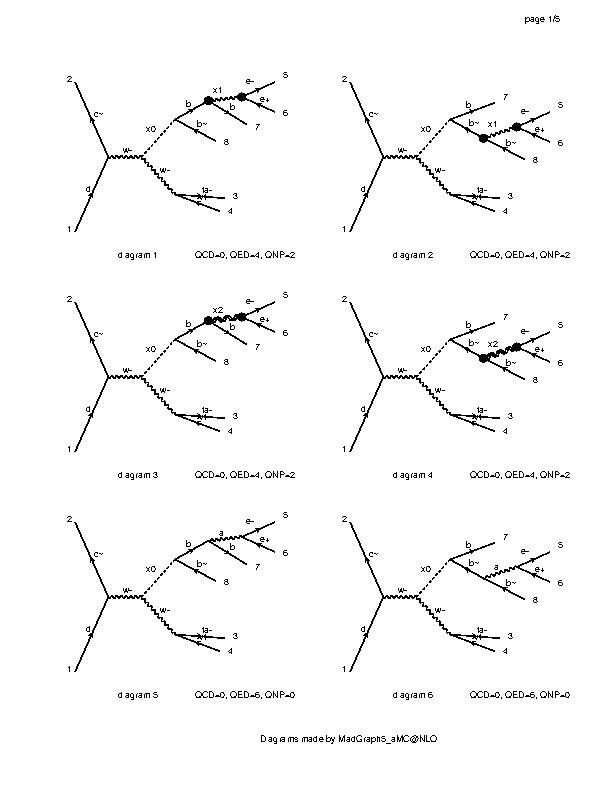 page 1/5
2 c~ d 1 w- x0 b x1 e- 5 e+ 6 b 7 b~ 8 w- ta- 3 4
diagram 1 QCD=0, QED=4, QNP=2
2 c~ d 1 w- x0 b 7 b~ x1 e- 5 e+ 6 b~ 8 w- ta- 3 4
diagram 2 QCD=0, QED=4, QNP=2
2 c~ d 1 w- x0 b x2 e- 5 e+ 6 b 7 b~ 8 w- ta- 3 4
diagram 3 QCD=0, QED=4, QNP=2
2 c~ d 1 w- x0 b 7 b~ x2 e- 5 e+ 6 b~ 8 w- ta- 3 4
diagram 4 QCD=0, QED=4, QNP=2
2 c~ d 1 w- x0 b a e- 5 e+ 6 b 7 b~ 8 w- ta- 3 4
diagram 5 QCD=0, QED=6, QNP=0
2 c~ d 1 w- x0 b 7 b~ a e- 5 e+ 6 b~ 8 w- ta- 3 4
diagram 6 QCD=0, QED=6, QNP=0
Diagrams made by MadGraph5_aMC@NLO